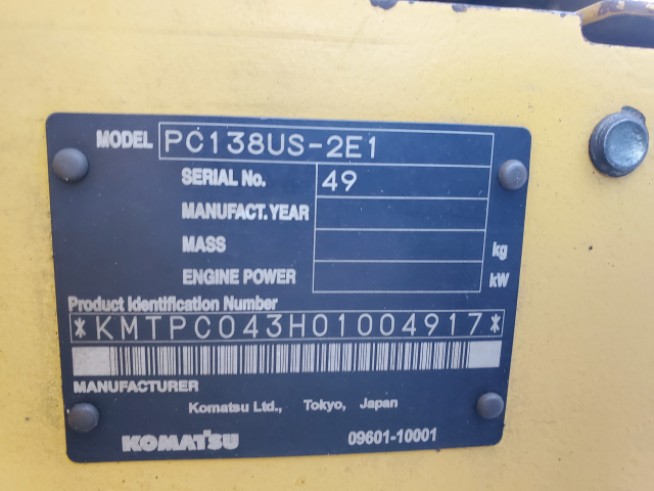 MODEL PC138US-2E1
SERIAL No. 49
MANUFACT.YEAR
MASS kg
ENGINE POWER kW
Product Identification Number
*KMTPC043H01004917*
MANUFACTURER
Komatsu Ltd., Tokyo, Japan
KOMATSU 09601-10001